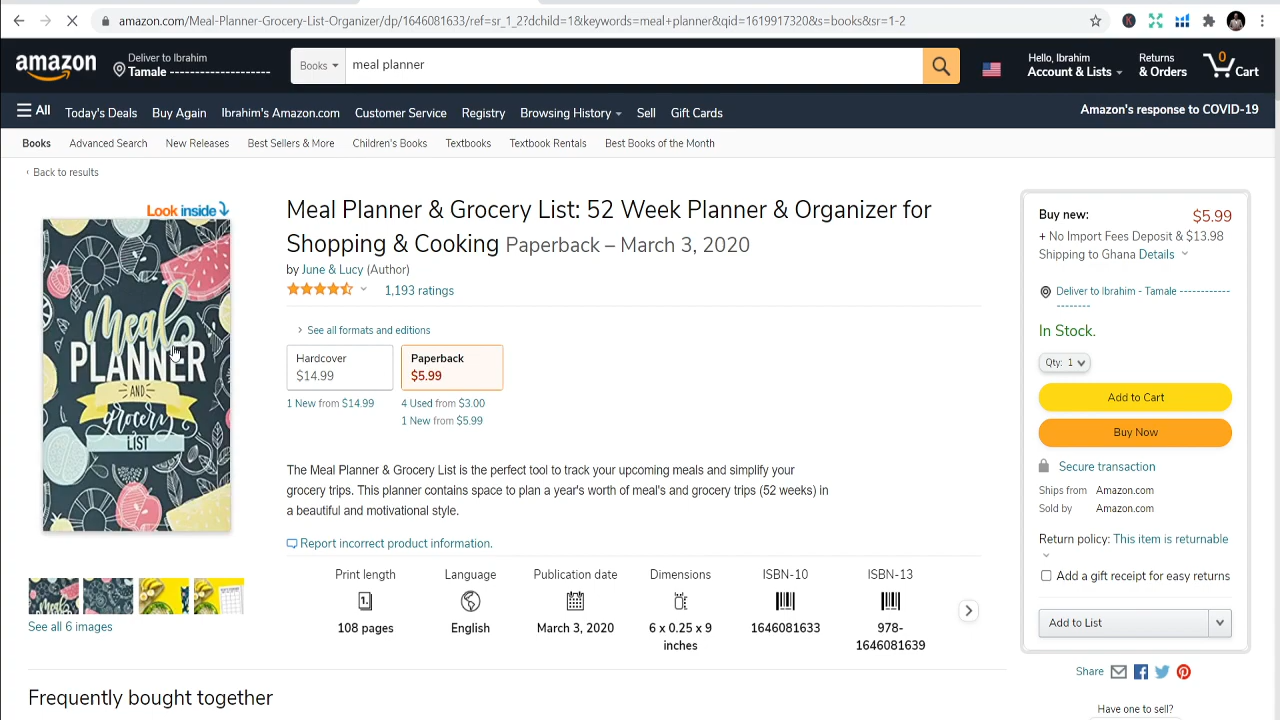 amazon.com/Meal-Planner-Grocery-List-Organizer/dp/1646081633/ref=sr_1_2?dchild=1&keywords=meal+planner&qid=1619917320&s=books&sr=1-2
amazon
Deliver to Ibrahim
Tamale --------------------
Books
meal planner
Hello, Ibrahim
Account & Lists
Returns
& Orders
0
Cart
All
Today's Deals
Buy Again
Ibrahim's Amazon.com
Customer Service
Registry
Browsing History
Sell
Gift Cards
Amazon's response to COVID-19
Books
Advanced Search
New Releases
Best Sellers & More
Children's Books
Textbooks
Textbook Rentals
Best Books of the Month
‹ Back to results
Look inside
Meal
PLANNER
AND
grocery
LIST
See all 6 images
Meal Planner & Grocery List: 52 Week Planner & Organizer for
Shopping & Cooking Paperback – March 3, 2020
by June & Lucy (Author)
1,193 ratings
› See all formats and editions
Hardcover
$14.99
Paperback
$5.99
1 New from $14.99
4 Used from $3.00
1 New from $5.99
The Meal Planner & Grocery List is the perfect tool to track your upcoming meals and simplify your
grocery trips. This planner contains space to plan a year's worth of meal's and grocery trips (52 weeks) in
a beautiful and motivational style.
Report incorrect product information.
Print length
108 pages
Language
English
Publication date
March 3, 2020
Dimensions
6 x 0.25 x 9
inches
ISBN-10
1646081633
ISBN-13
978-
1646081639
Buy new:
$5.99
+ No Import Fees Deposit & $13.98
Shipping to Ghana Details
Deliver to Ibrahim - Tamale ------------
--------
In Stock.
Qty: 1
Add to Cart
Buy Now
Secure transaction
Ships from Amazon.com
Sold by Amazon.com
Return policy: This item is returnable
Add a gift receipt for easy returns
Add to List
Share
Have one to sell?
Frequently bought together